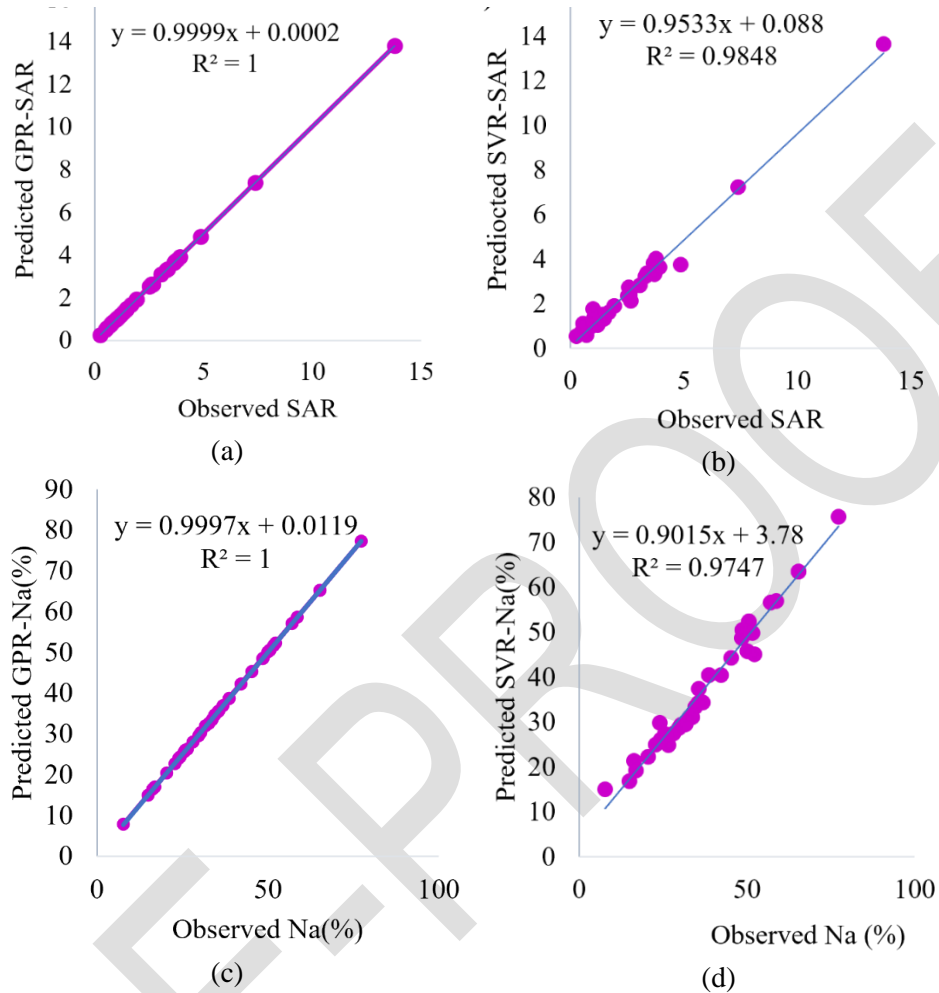 y = 0.9999x + 0.0002
R² = 1
Predicted GPR-SAR
14
12
10
8
6
4
2
0
0 5 10 15
Observed SAR
(a)
)
y = 0.9533x + 0.088
R² = 0.9848
Prediocted SVR-SAR
14
12
10
8
6
4
2
0
0 5 10 15
Observed SAR
(b)
y = 0.9997x + 0.0119
R² = 1
Predicted GPR-Na(%)
90
80
70
60
50
40
30
20
10
0
0 50 100
Observed Na(%)
(c)
y = 0.9015x + 3.78
R² = 0.9747
Predicted SVR-Na(%)
80
70
60
50
40
30
20
10
0
0 50 100
Observed Na (%)
(d)
E-PROOF